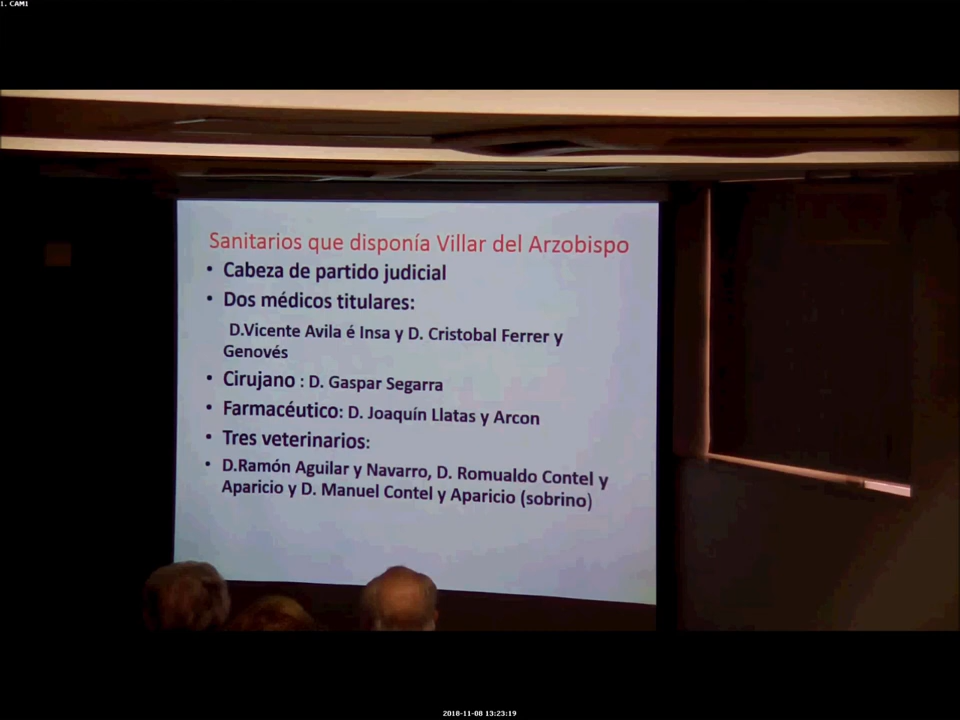 1. CAM1
Sanitarios que disponía Villar del Arzobispo
• Cabeza de partido judicial
• Dos médicos titulares:
D.Vicente Avila é Insa y D. Cristobal Ferrer y
Genovés
• Cirujano : D. Gaspar Segarra
• Farmacéutico: D. Joaquín Llatas y Arcon
• Tres veterinarios:
• D.Ramón Aguilar y Navarro, D. Romualdo Contel y
Aparicio y D. Manuel Contel y Aparicio (sobrino)
2018-11-08 13:23:19